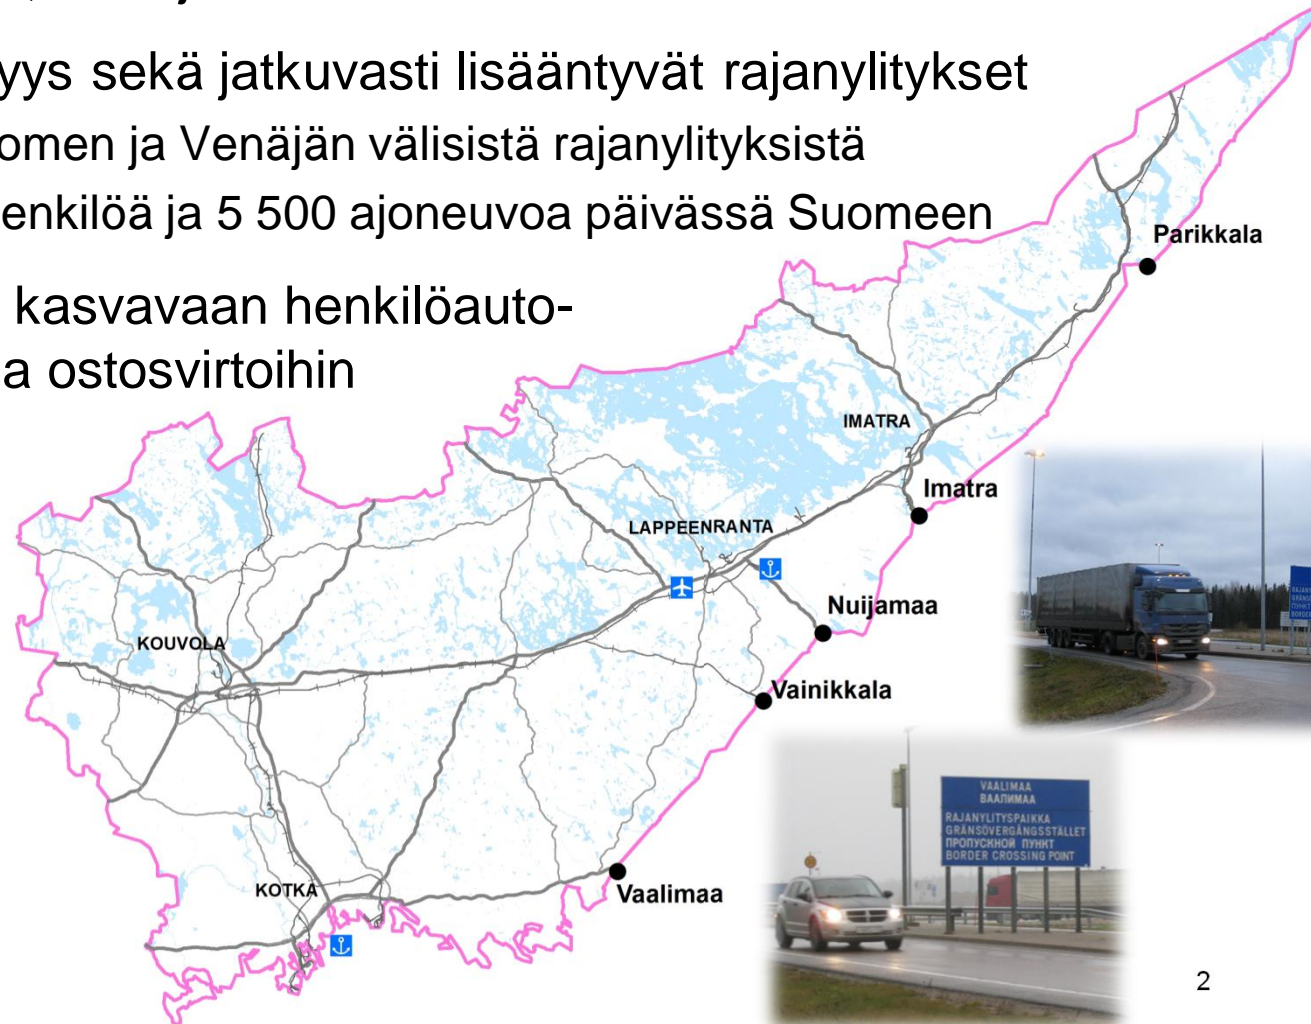 yys sekä jatkuvasti lisääntyvät rajanylitykset
omen ja Venäjän välisistä rajanylityksistä
enkilöä ja 5 500 ajoneuvoa päivässä Suomeen
kasvavaan henkilöauto-
a ostosvirtoihin
Parikkala
IMATRA
Imatra
LAPPEENRANTA
Nuijamaa
KOUVOLA
Vainikkala
KOTKA
Vaalimaa
VAALIMAA
ВААЛИМАА
RAJANYLITYSPAIKKA
GRÄNSÖVERGÅNGSSTÄLLET
ПРОПУСКНОЙ ПУНКТ
BORDER CROSSING POINT
2